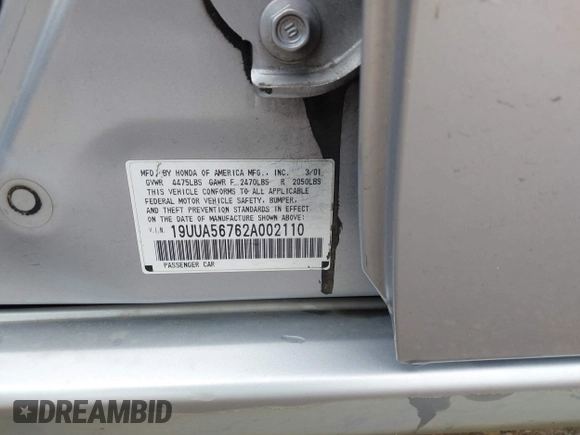 10
MFD. BY HONDA OF AMERICA MFG., INC. 3/01
GVWR 4475LBS GAWR F 2470LBS R 2050LBS
THIS VEHICLE CONFORMS TO ALL APPLICABLE
FEDERAL MOTOR VEHICLE SAFETY, BUMPER,
AND THEFT PREVENTION STANDARDS IN EFFECT
ON THE DATE OF MANUFACTURE SHOWN ABOVE:
V.I.N. 19UUA56762A002110
PASSENGER CAR
DREAMBID